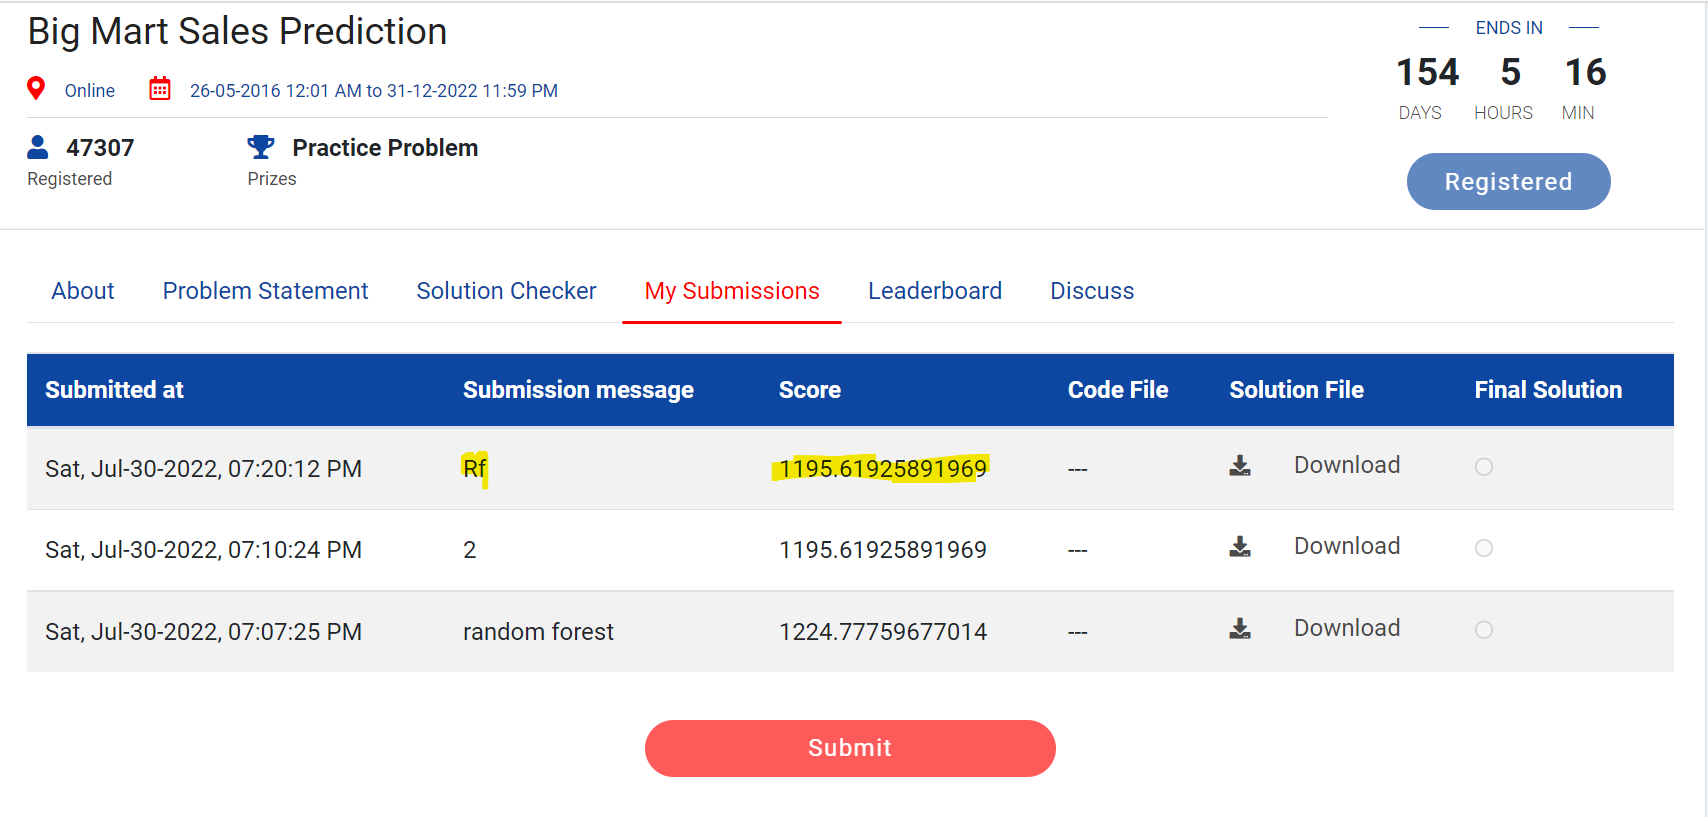 Big Mart Sales Prediction
ENDS IN
154 5 16
DAYS HOURS MIN
Online 26-05-2016 12:01 AM to 31-12-2022 11:59 PM
47307 Practice Problem
Registered Prizes
Registered
About Problem Statement Solution Checker My Submissions Leaderboard Discuss
Submitted at Submission message Score Code File Solution File Final Solution
Sat, Jul-30-2022, 07:20:12 PM Rf 1195.61925891969 --- Download
Sat, Jul-30-2022, 07:10:24 PM 2 1195.61925891969 --- Download
Sat, Jul-30-2022, 07:07:25 PM random forest 1224.77759677014 --- Download
Submit